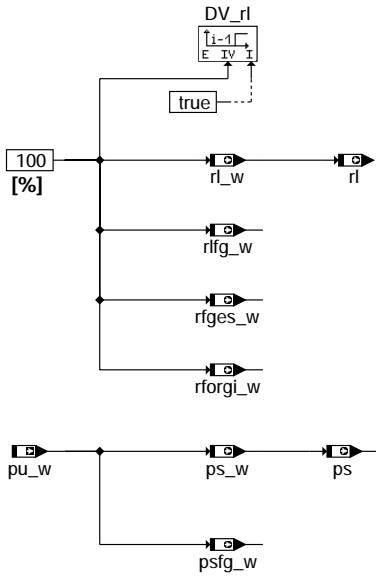 DV_rl
i-1
E IV I
true
100
[%]
rl_w
rl
rlfg_w
rfges_w
rforgi_w
pu_w
ps_w
ps
psfg_w